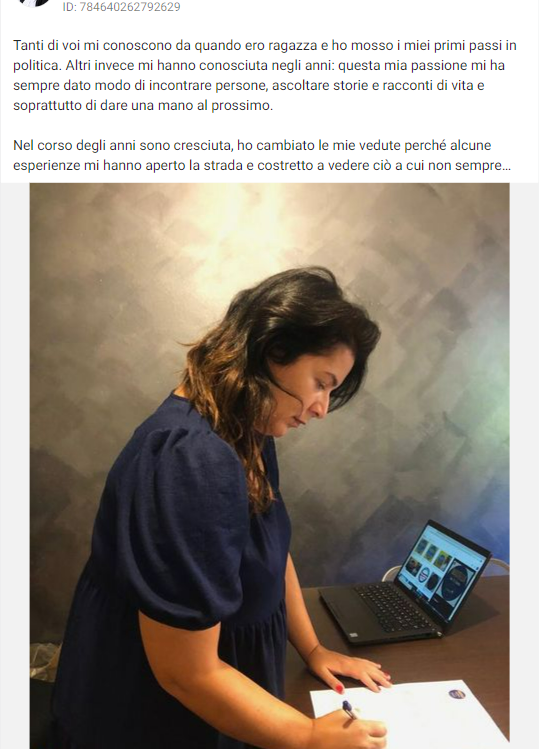 ID: 784640262792629
Tanti di voi mi conoscono da quando ero ragazza e ho mosso i miei primi passi in
politica. Altri invece mi hanno conosciuta negli anni: questa mia passione mi ha
sempre dato modo di incontrare persone, ascoltare storie e racconti di vita e
soprattutto di dare una mano al prossimo.
Nel corso degli anni sono cresciuta, ho cambiato le mie vedute perché alcune
esperienze mi hanno aperto la strada e costretto a vedere ciò a cui non sempre...